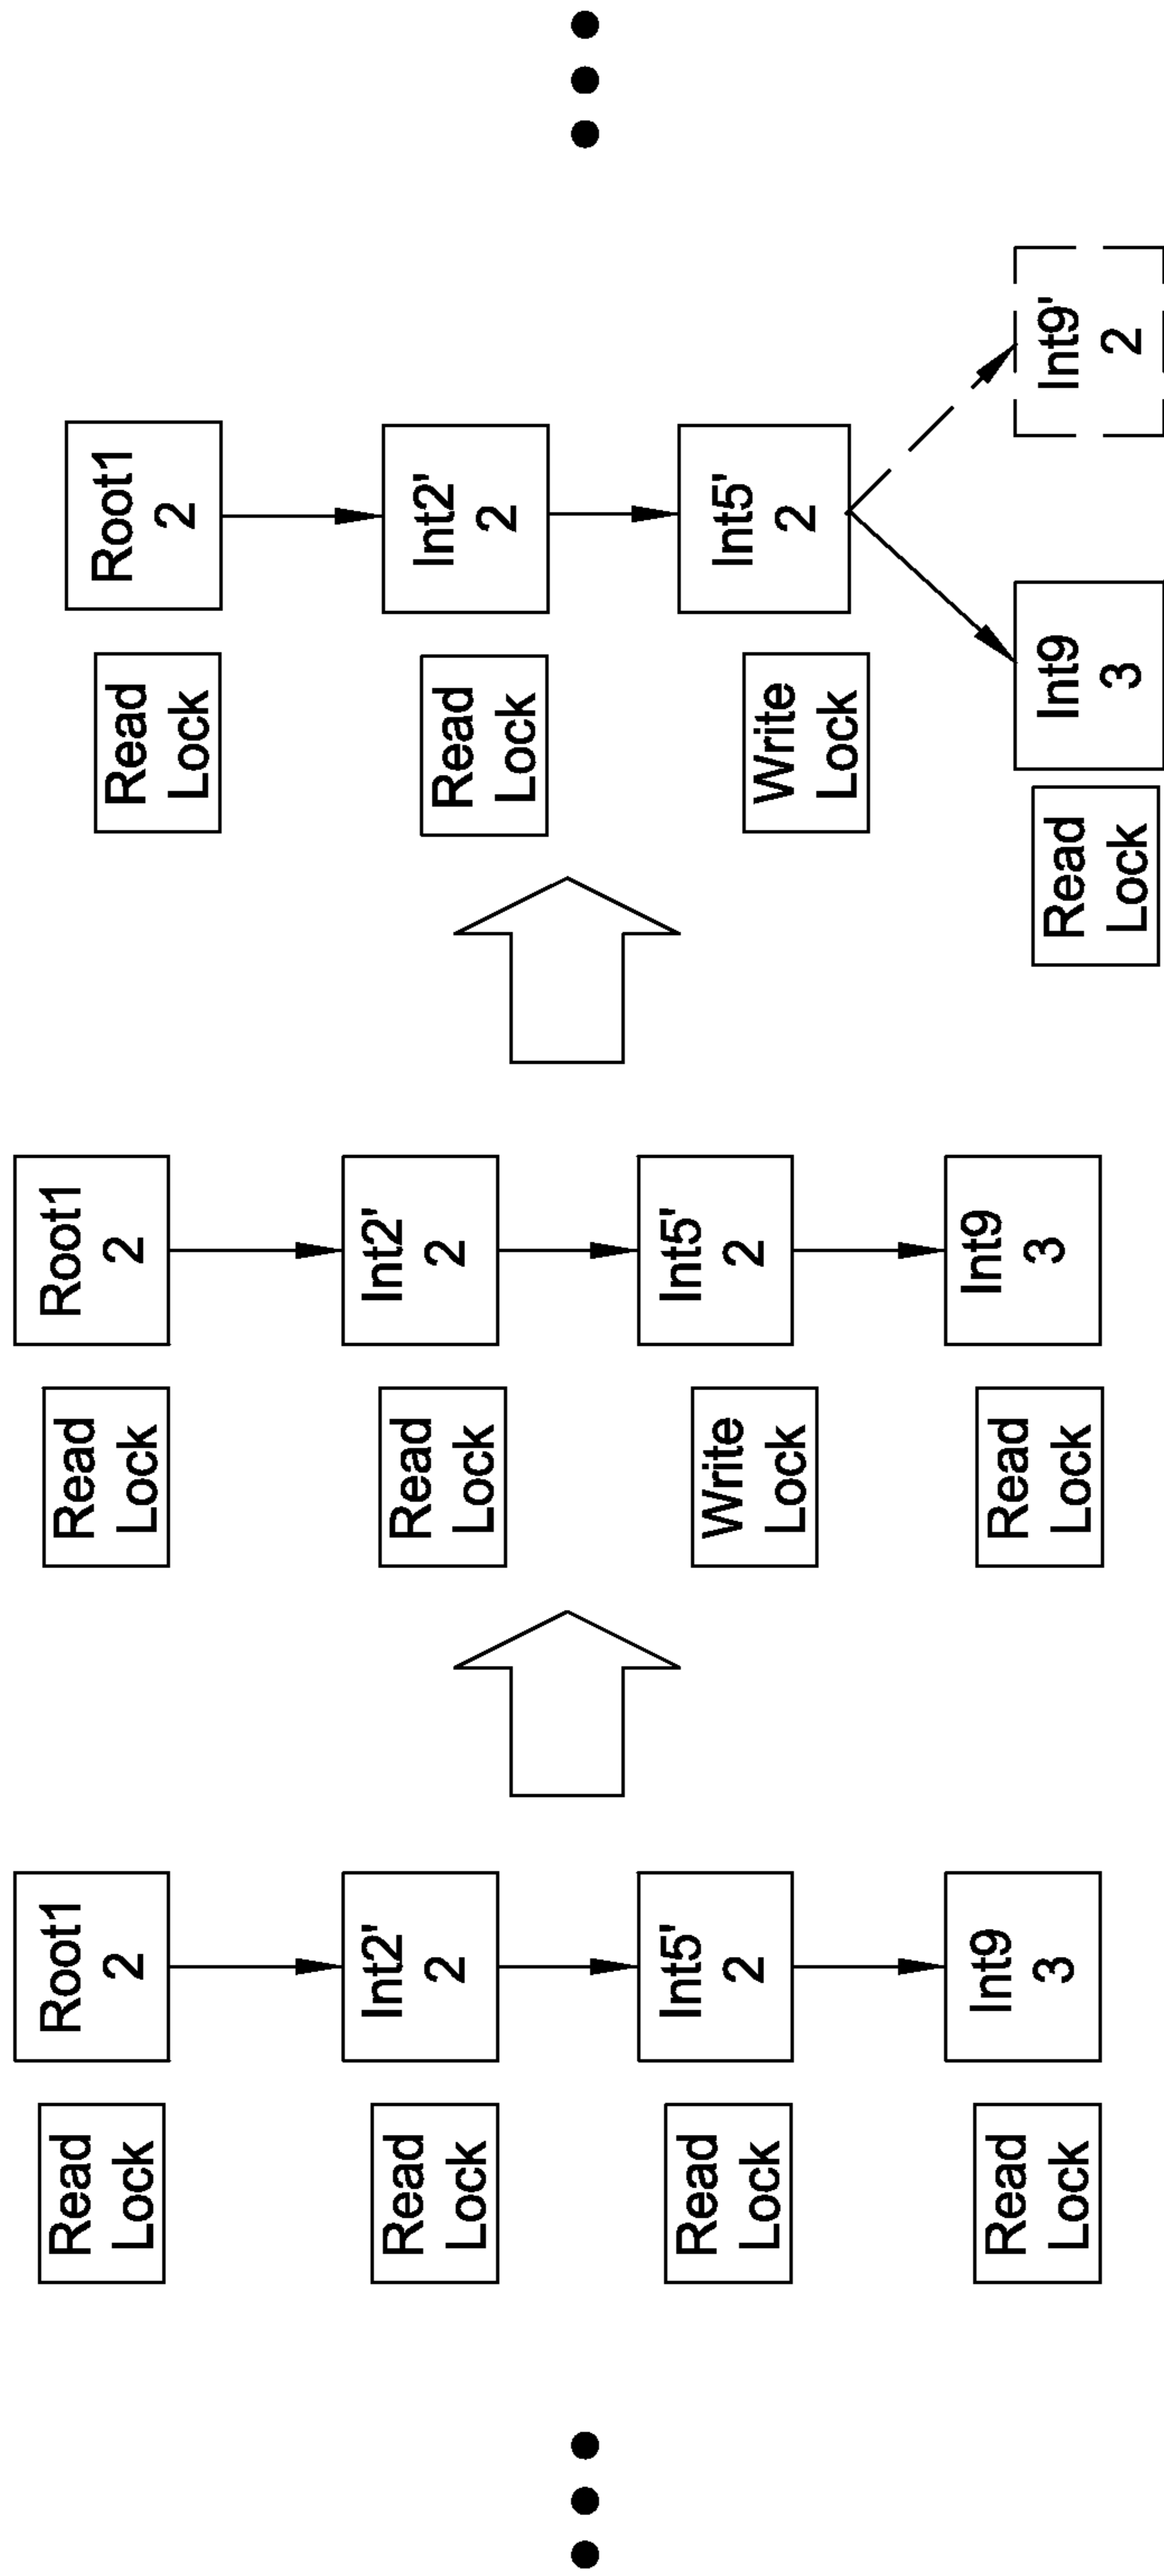 Read
Lock
Root1
2
Read
Lock
Int2'
2
Read
Lock
Int5'
2
Read
Lock
Int9
3
Read
Lock
Root1
2
Read
Lock
Int2'
2
Write
Lock
Int5'
2
Read
Lock
Int9
3
Read
Lock
Root1
2
Read
Lock
Int2'
2
Write
Lock
Int5'
2
Read
Lock
Int9
3
Int9'
2